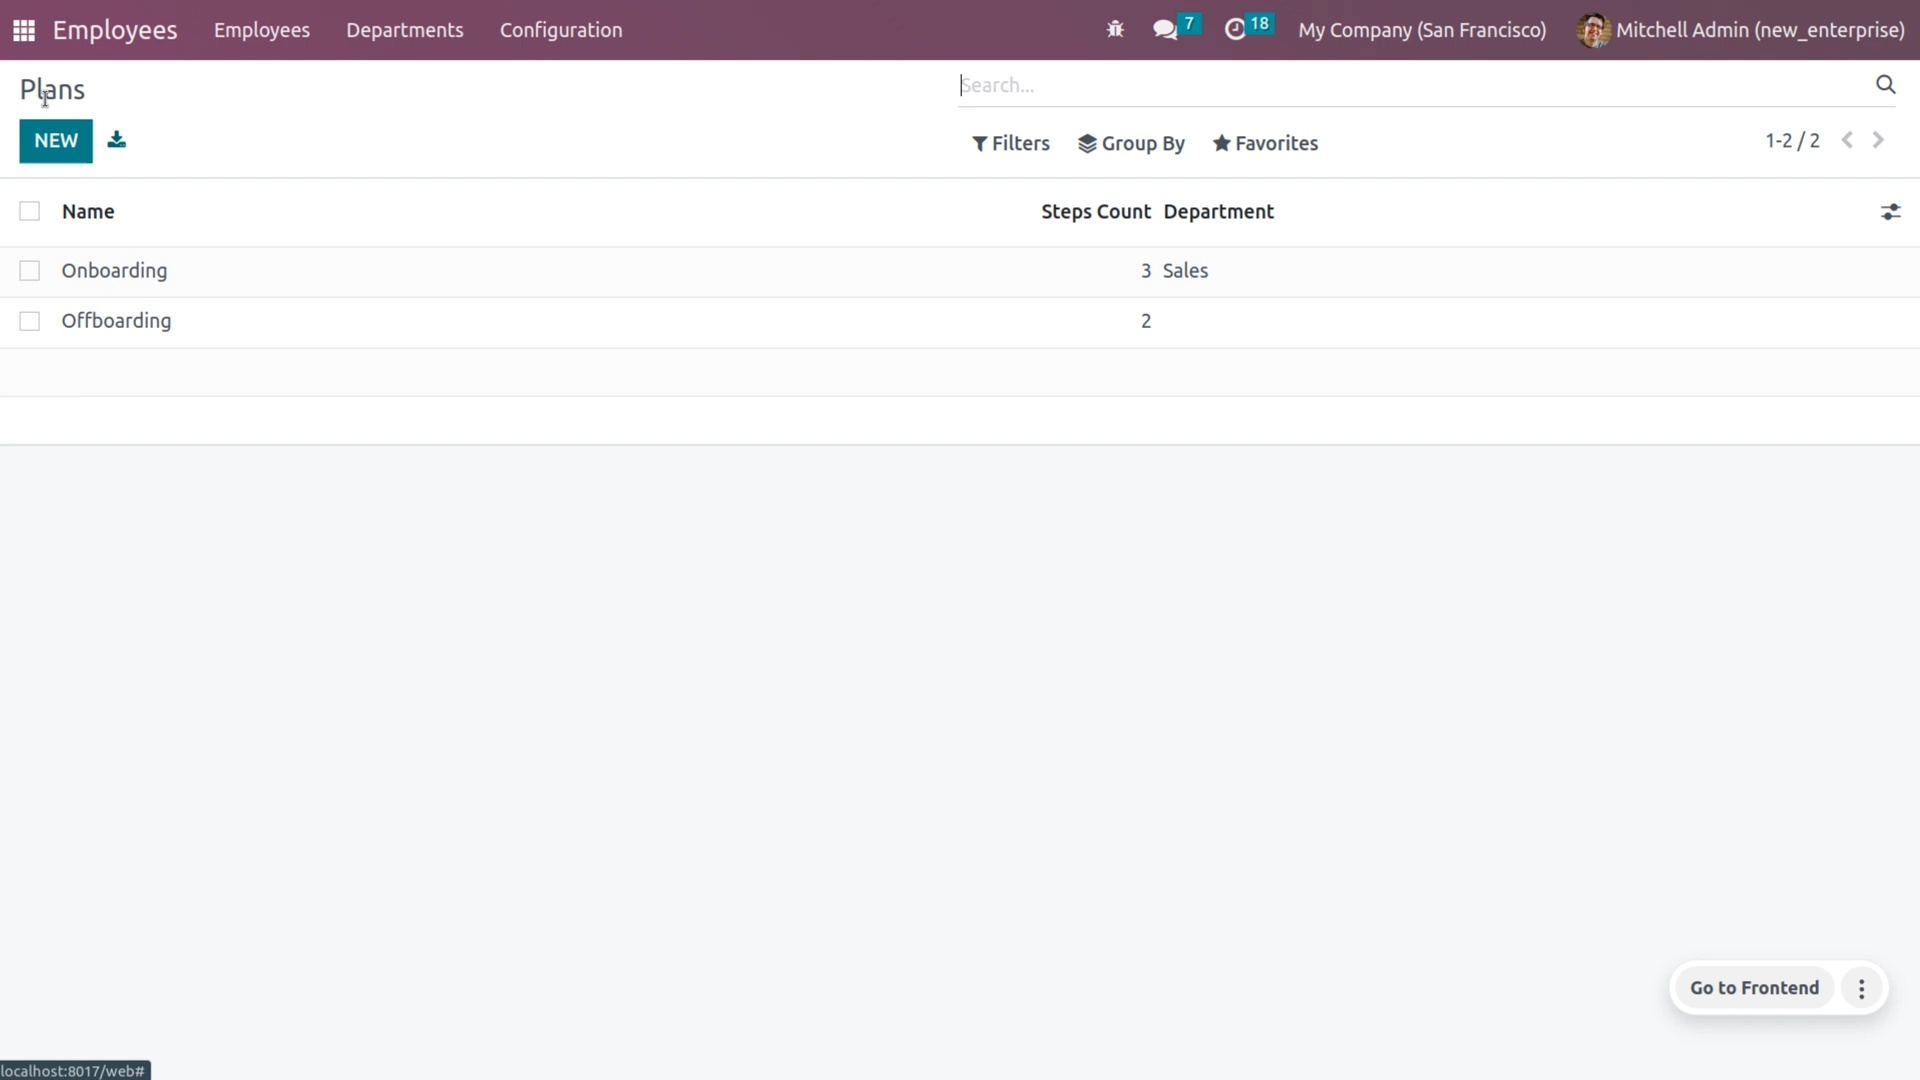 Employees Employees Departments Configuration 7 18 My Company (San Francisco) Mitchell Admin (new_enterprise)
Plans Search...
NEW Filters Group By Favorites 1-2 / 2
Name Steps Count Department
Onboarding 3 Sales
Offboarding 2
Go to Frontend
localhost:8017/web#